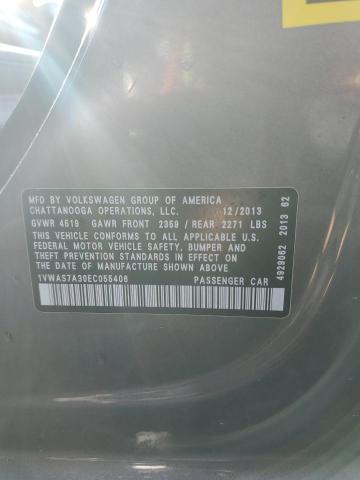 MFD BY VOLKSWAGEN GROUP OF AMERICA
CHATTANOOGA OPERATIONS, LLC. 12/2013
GVWR 4519 GAWR FRONT 2359 / REAR 2271 LBS
THIS VEHICLE CONFORMS TO ALL APPLICABLE U.S.
FEDERAL MOTOR VEHICLE SAFETY, BUMPER AND
THEFT PREVENTION STANDARDS IN EFFECT ON THE
DATE OF MANUFACTURE SHOWN ABOVE
1VWAS7A30EC055406 PASSENGER CAR
4929062 2013 62